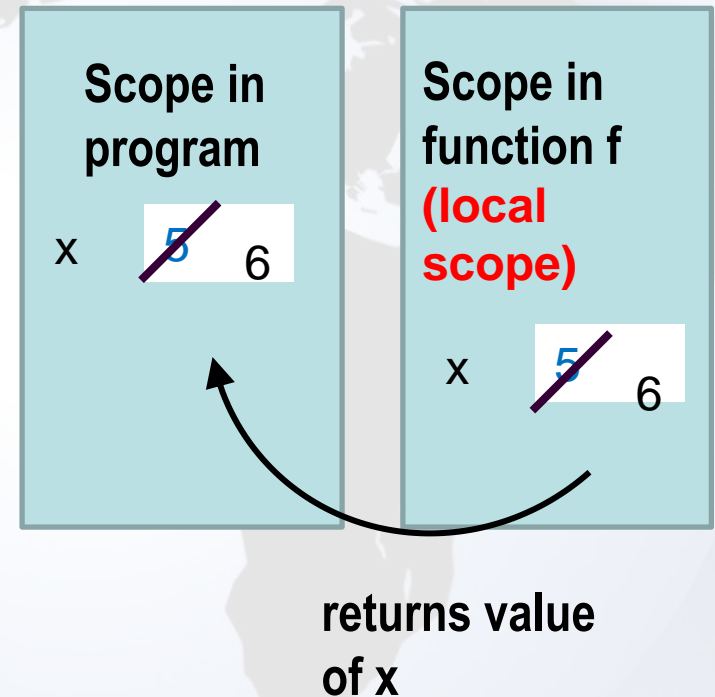 Scope in
program
x 5 6
Scope in
function f
(local
scope)
x 5 6
returns value
of x